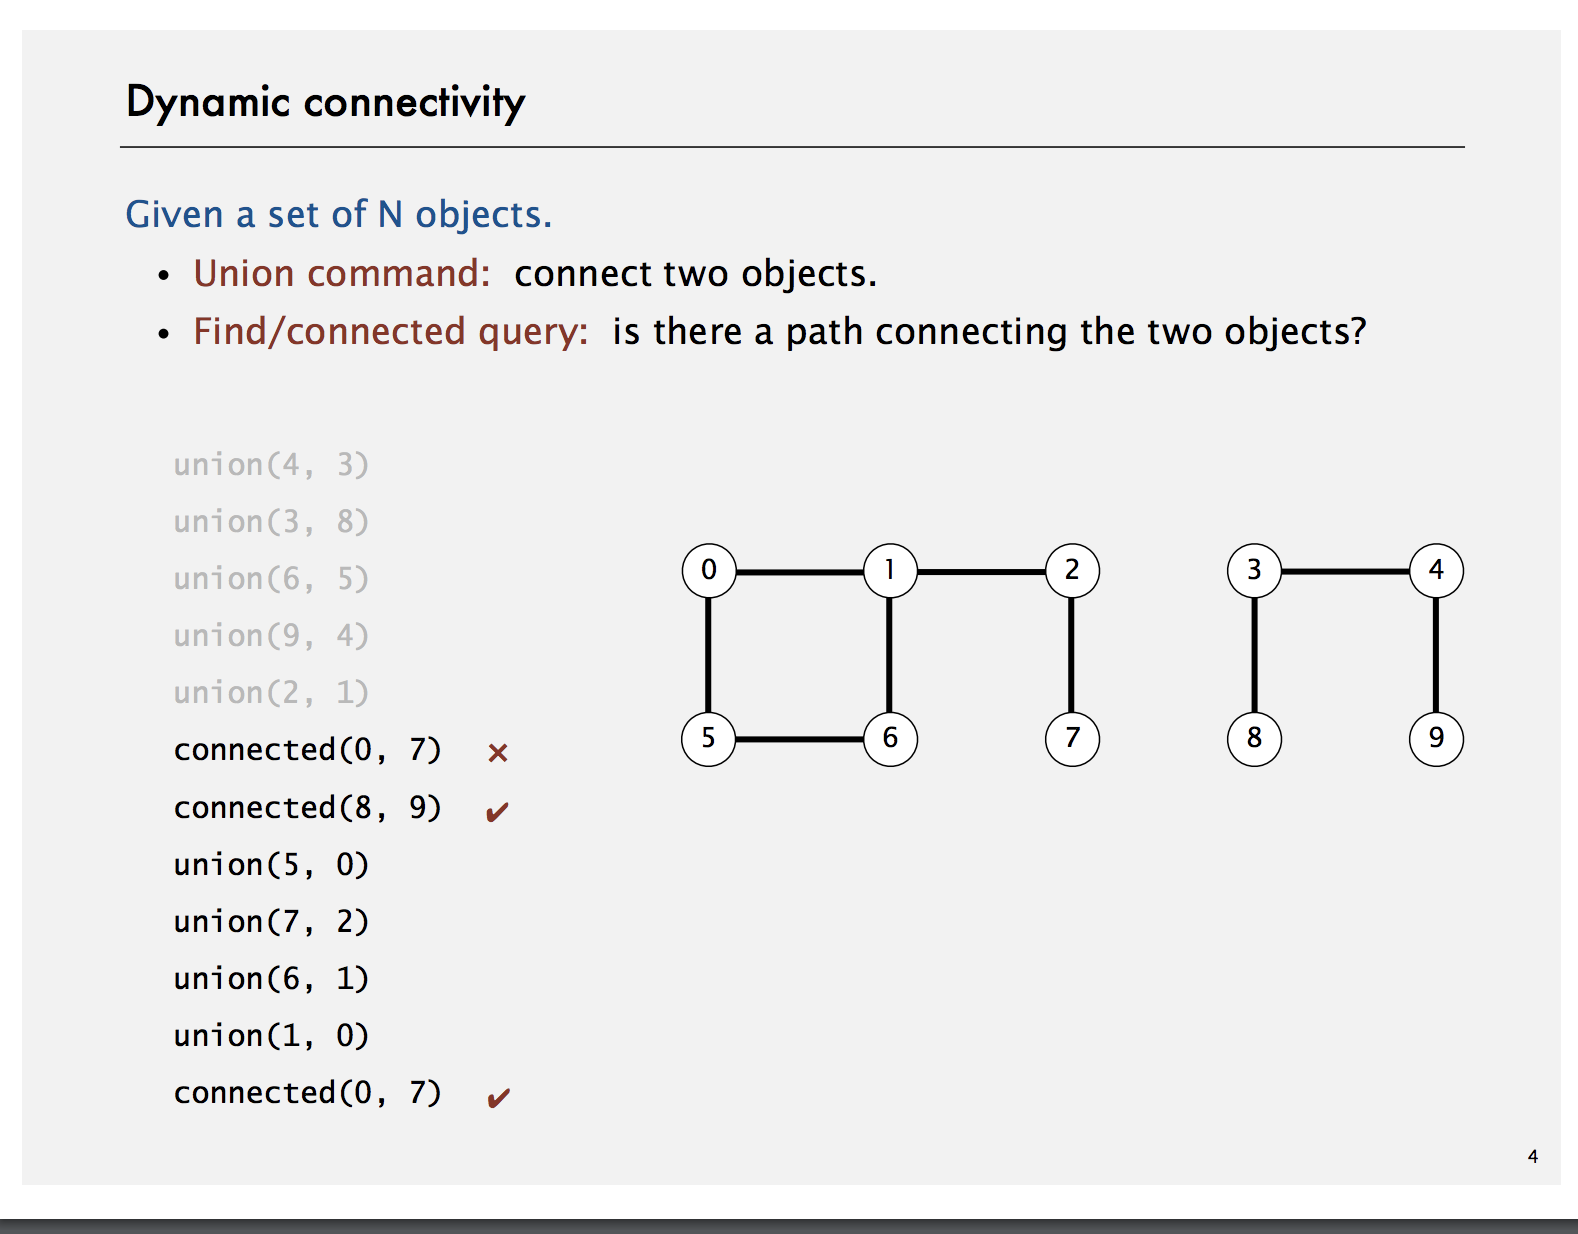 Dynamic connectivity
Given a set of N objects.
• Union command: connect two objects.
• Find/connected query: is there a path connecting the two objects?
union(4, 3)
union(3, 8)
union(6, 5)
union(9, 4)
union(2, 1)
connected(0, 7) ✗
connected(8, 9) ✔
union(5, 0)
union(7, 2)
union(6, 1)
union(1, 0)
connected(0, 7) ✔
0 1 2 3 4
5 6 7 8 9
4